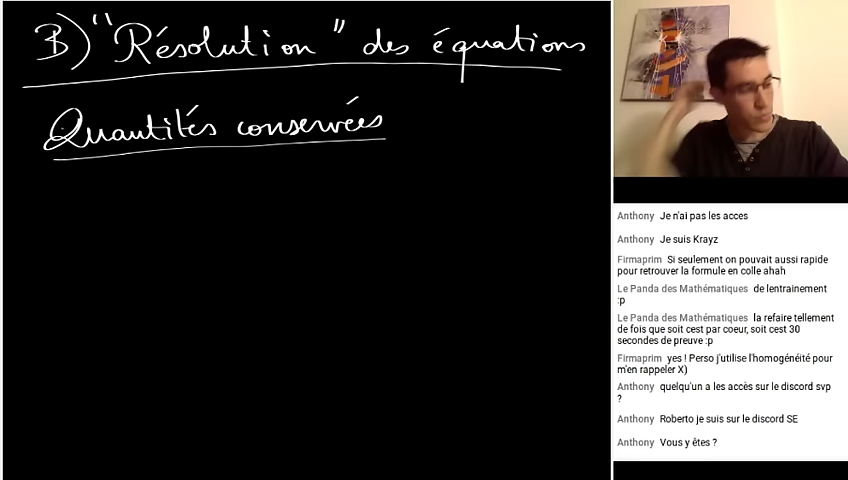 B) "Résolution" des équations
Quantités conservées
Anthony Je n'ai pas les acces
Anthony Je suis Krayz
Firmaprim Si seulement on pouvait aussi rapide
pour retrouver la formule en colle ahah
Le Panda des Mathématiques de lentrainement
:p
Le Panda des Mathématiques la refaire tellement
de fois que soit cest par coeur, soit cest 30
secondes de preuve :p
Firmaprim yes ! Perso j'utilise l'homogénéité pour
m'en rappeler X)
Anthony quelqu'un a les accès sur le discord svp
?
Anthony Roberto je suis sur le discord SE
Anthony Vous y êtes ?